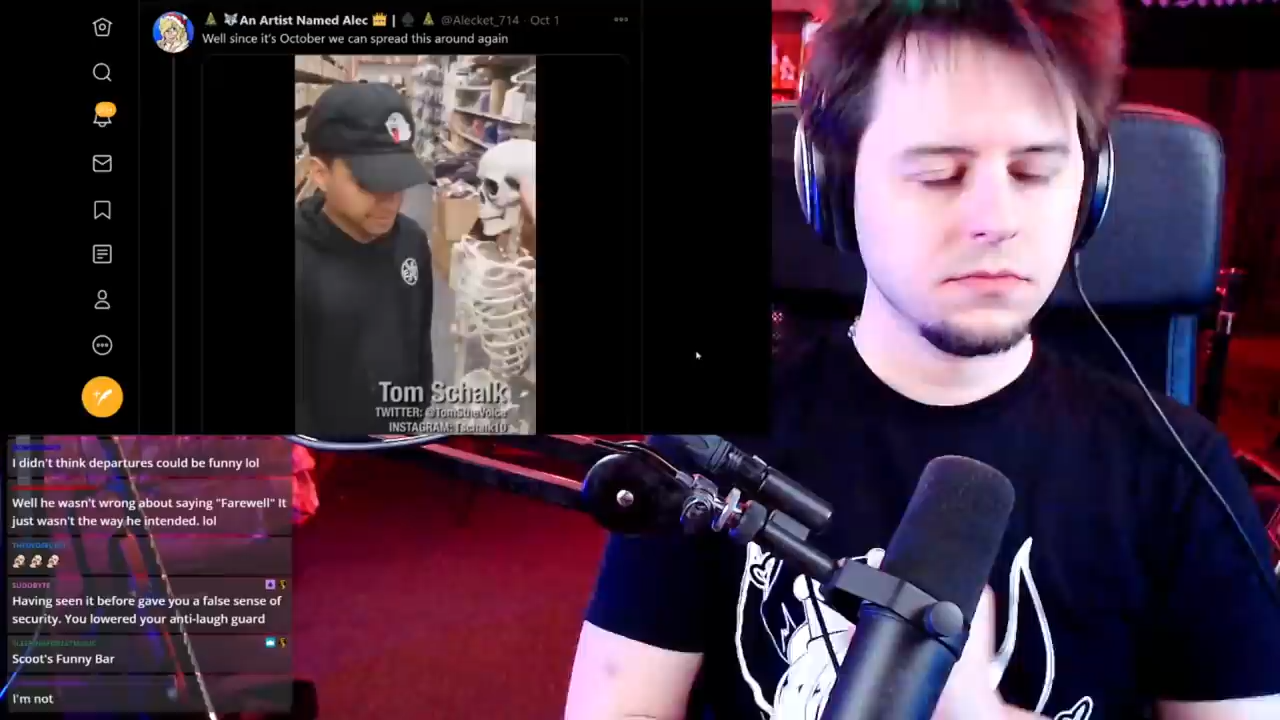 An Artist Named Alec 👑 | @Alecket_714 · Oct 1
Well since it's October we can spread this around again
Tom Schalk
TWITTER: @TomStheVoice
INSTAGRAM: Tschalk10
I didn't think departures could be funny lol
Well he wasn't wrong about saying "Farewell" It
just wasn't the way he intended. lol
SUDOBYTE
Having seen it before gave you a false sense of
security. You lowered your anti-laugh guard
Scoot's Funny Bar
I'm not